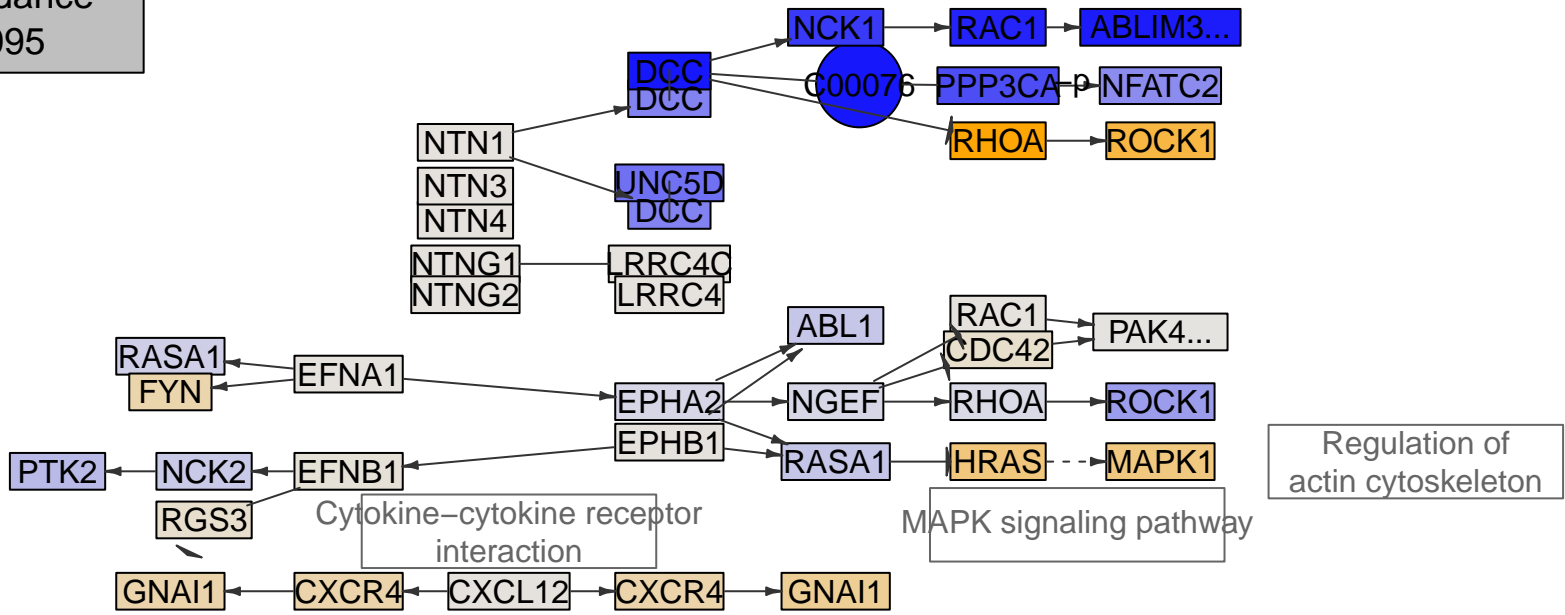 095
NCK1
RAC1
ABLIM3...
DCC
DCC
C00076
PPP3CA
−p
NFATC2
NTN1
RHOA
ROCK1
NTN3
NTN4
UNC5D
DCC
NTNG1
NTNG2
LRRC4C
LRRC4
RASA1
FYN
EFNA1
ABL1
RAC1
CDC42
PAK4...
EPHA2
EPHB1
NGEF
RHOA
ROCK1
PTK2
NCK2
EFNB1
RASA1
HRAS
MAPK1
Regulation of
actin cytoskeleton
RGS3
Cytokine−cytokine receptor
interaction
MAPK signaling pathway
GNAI1
CXCR4
CXCL12
CXCR4
GNAI1